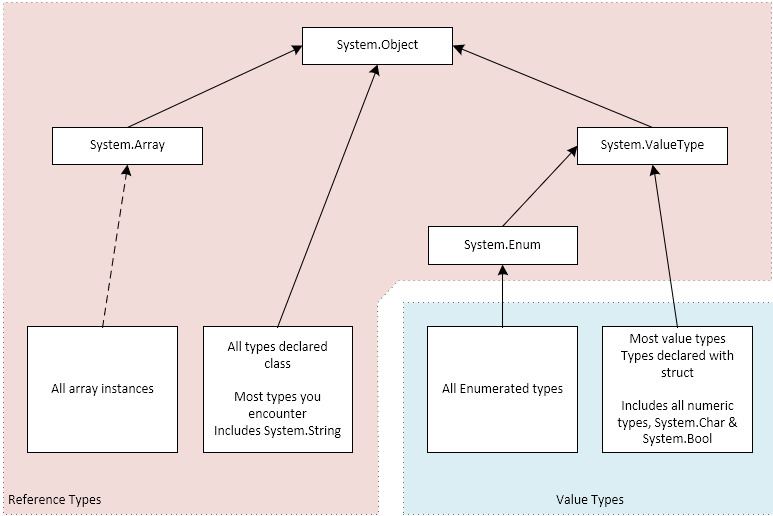 System.Object
System.Array
System.ValueType
System.Enum
All array instances
All types declared
class
Most types you
encounter
Includes System.String
All Enumerated types
Most value types
Types declared with
struct
Includes all numeric
types, System.Char &
System.Bool
Reference Types
Value Types